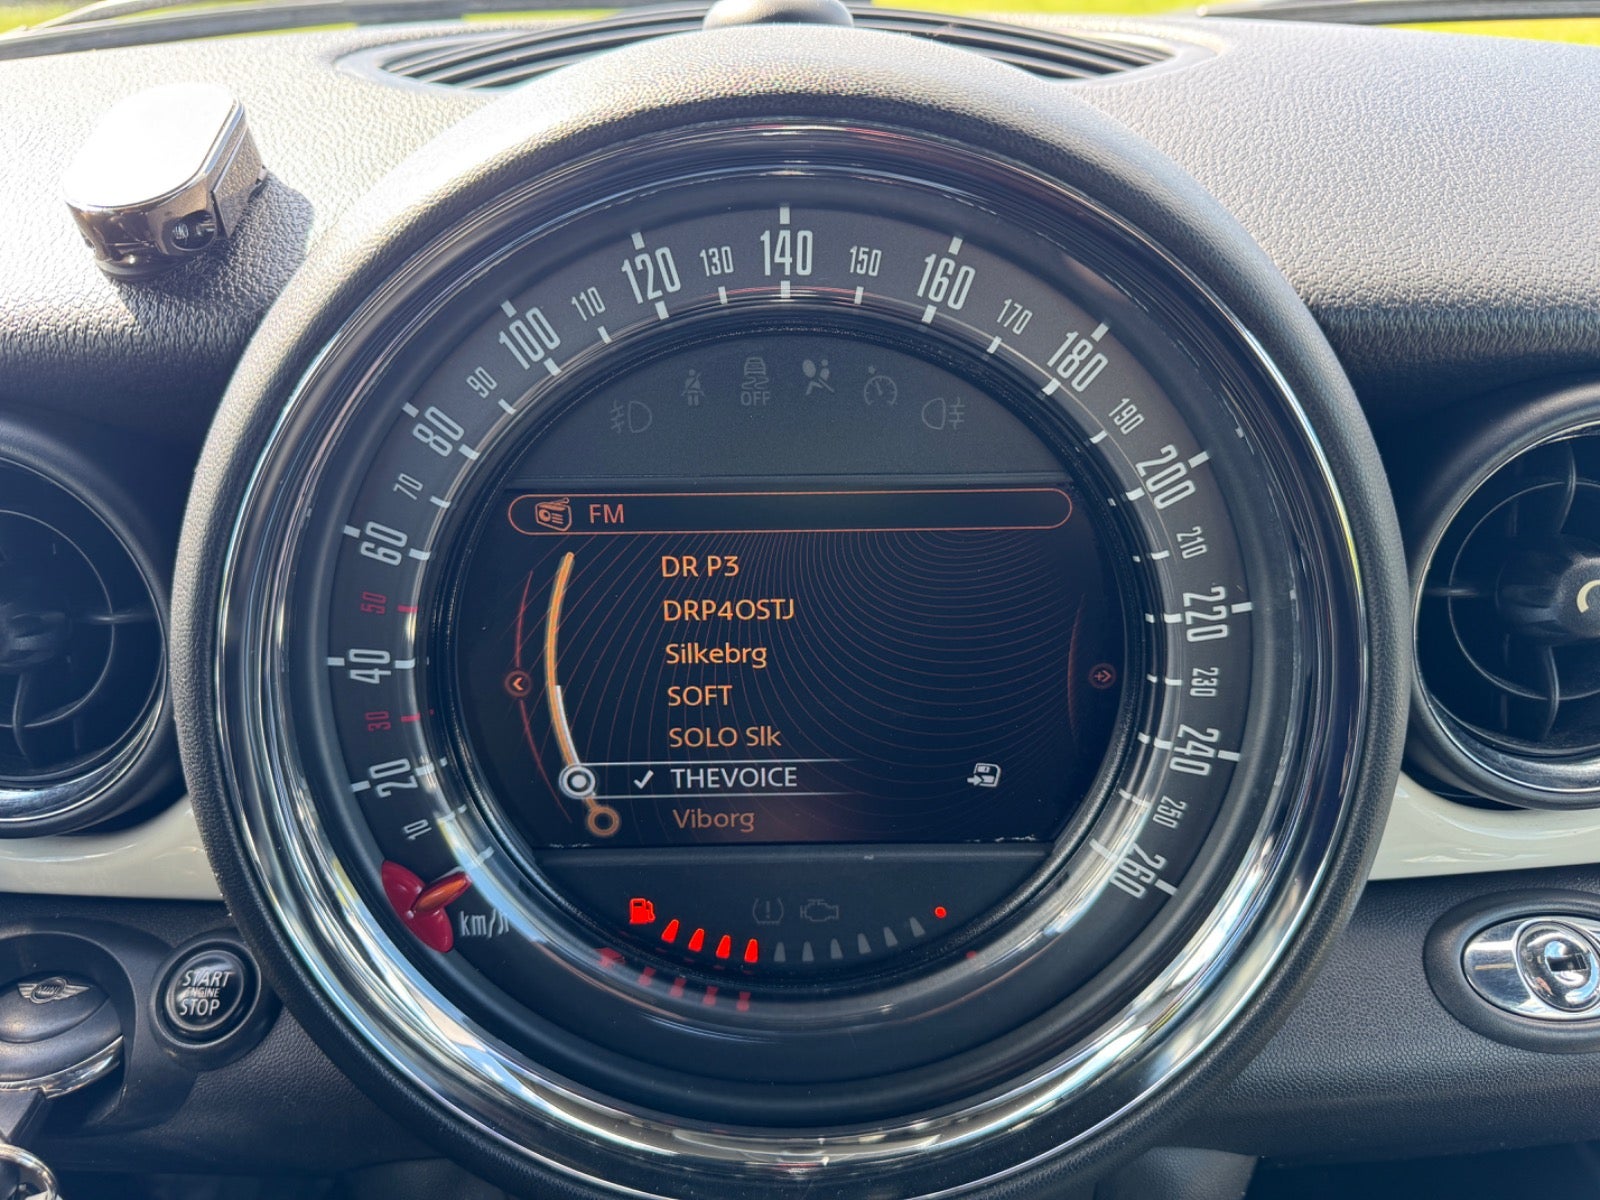 10
20
30
40
50
60
70
80
90
100
110
120
130
140
150
160
170
180
190
200
210
220
230
240
250
260
km/h
OFF
FM
DR P3
DRP4OSTJ
Silkebrg
SOFT
SOLO Slk
THEVOICE
Viborg
MINI
START
ENGINE
STOP